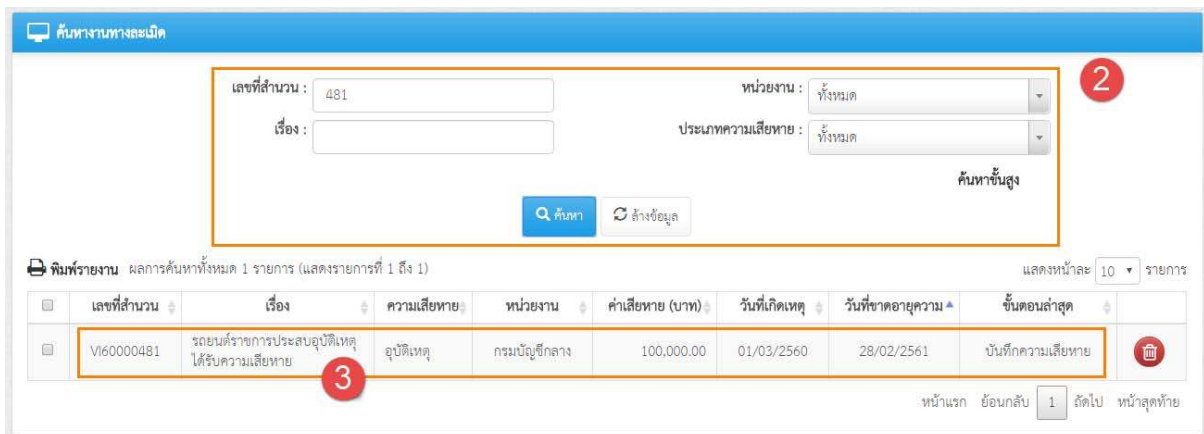 ค้นหางานทางละเมิด
เลขที่สำนวน : 481 หน่วยงาน : ทั้งหมด 2
เรื่อง : ประเภทความเสียหาย : ทั้งหมด
ค้นหาขั้นสูง
ค้นหา ล้างข้อมูล
พิมพ์รายงาน ผลการค้นหาทั้งหมด 1 รายการ (แสดงรายการที่ 1 ถึง 1) แสดงหน้าละ 10 รายการ
เลขที่สำนวน เรื่อง ความเสียหาย หน่วยงาน ค่าเสียหาย (บาท) วันที่เกิดเหตุ วันที่ขาดอายุความ ขั้นตอนล่าสุด
VI60000481 รถยนต์ราชการประสบอุบัติเหตุ อุบัติเหตุ กรมบัญชีกลาง 100,000.00 01/03/2560 28/02/2561 บันทึกความเสียหาย
ได้รับความเสียหาย
3
หน้าแรก ย้อนกลับ 1 ถัดไป หน้าสุดท้าย